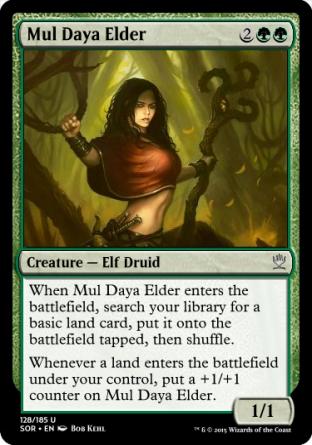 Mul Daya Elder 2
Creature — Elf Druid
When Mul Daya Elder enters the
battlefield, search your library for a
basic land card, put it onto the
battlefield tapped, then shuffle.
Whenever a land enters the battlefield
under your control, put a +1/+1
counter on Mul Daya Elder.
1/1
128/185 U
SOR • EN Bob Kehl
™ & © 2015 Wizards of the Coast